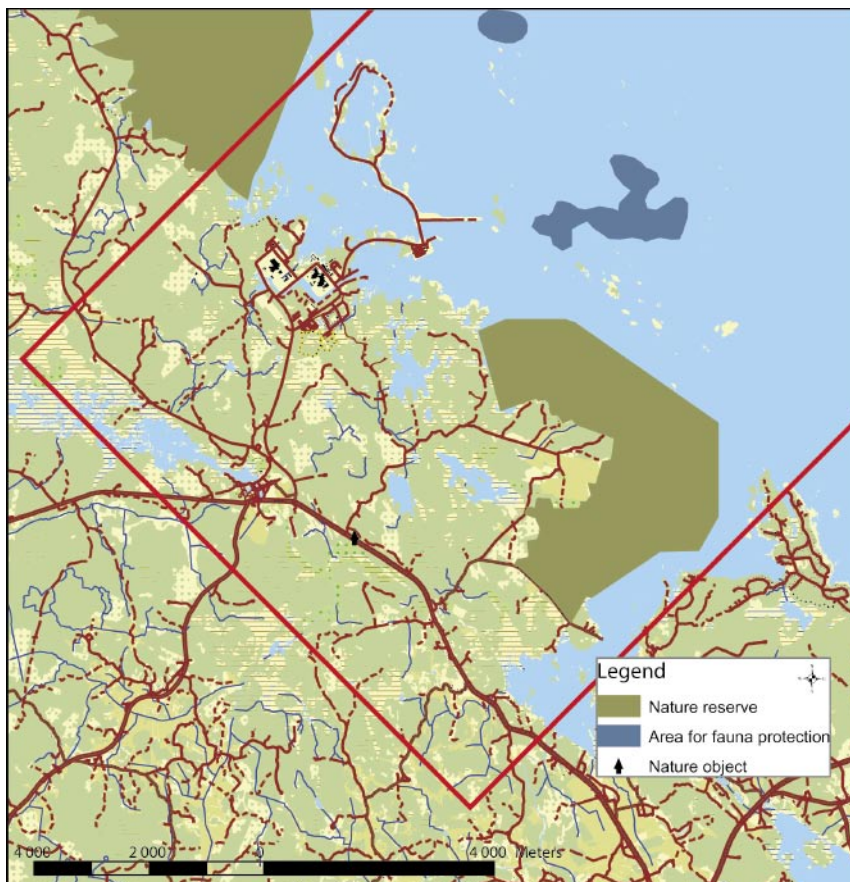 Legend
Nature reserve
Area for fauna protection
Nature object
4 000 2 000 0 4 000 Meters